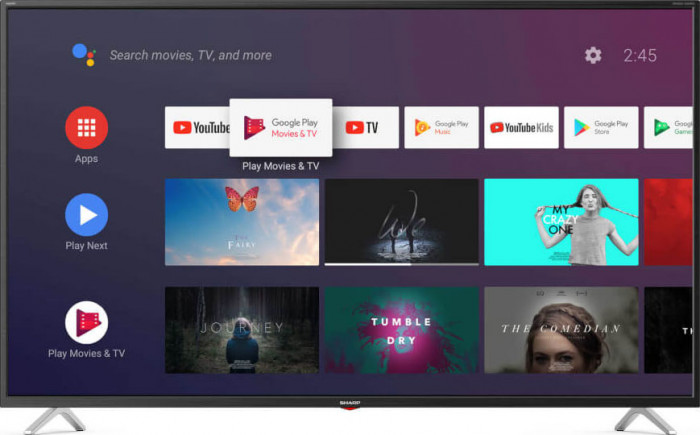 SHARP
Search movies, TV, and more
2:45
Apps
YouTube
Google Play
Movies & TV
TV
Google Play
Music
YouTube Kids
Google Play
Store
Google Play
Games
Play Movies & TV
Play Next
THE
FAIRY
We
MY
CRAZY
ONE
Play Movies & TV
JOURNEY
TUMBLE
DRY
THE COMEDIAN
SHARP